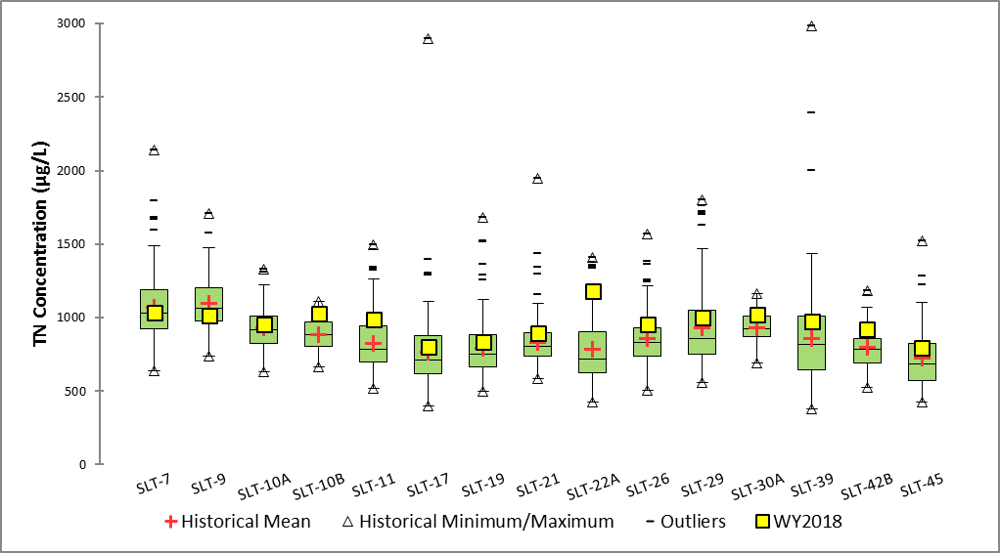 3000
2500
2000
1500
1000
500
0
TN Concentration (µg/L)
SLT-7
SLT-9
SLT-10A
SLT-10B
SLT-11
SLT-17
SLT-19
SLT-21
SLT-22A
SLT-26
SLT-29
SLT-30A
SLT-39
SLT-42B
SLT-45
Historical Mean
Historical Minimum/Maximum
Outliers
WY2018